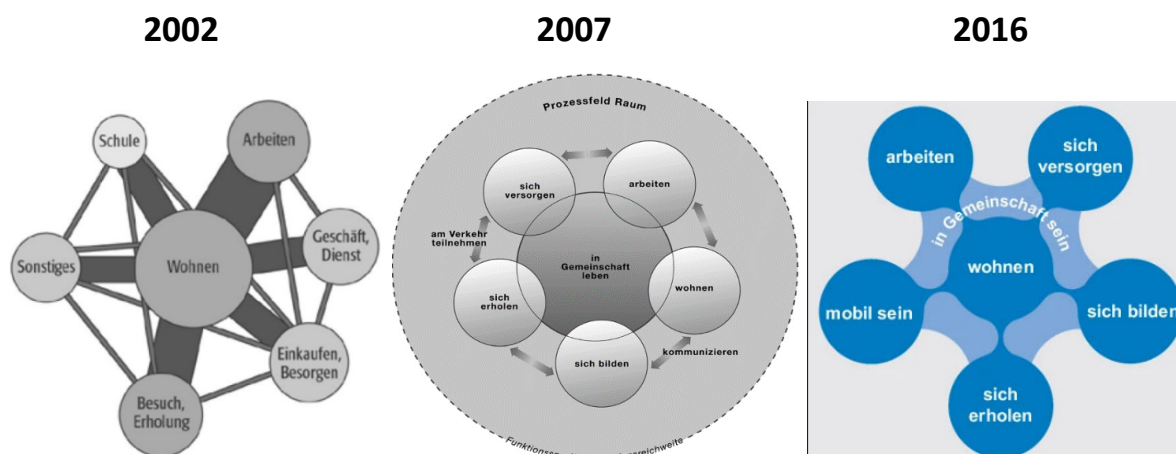 2002
2007
2016
Schule
Arbeiten
Geschäft,
Dienst
Sonstiges
Wohnen
Einkaufen,
Besorgen
Besuch,
Erholung
Prozessfeld Raum
sich
versorgen
arbeiten
am Verkehr
teilnehmen
in
Gemeinschaft
leben
sich
erholen
wohnen
sich bilden
kommunizieren
arbeiten
sich
versorgen
in Gemeinschaft sein
wohnen
mobil sein
sich bilden
sich
erholen